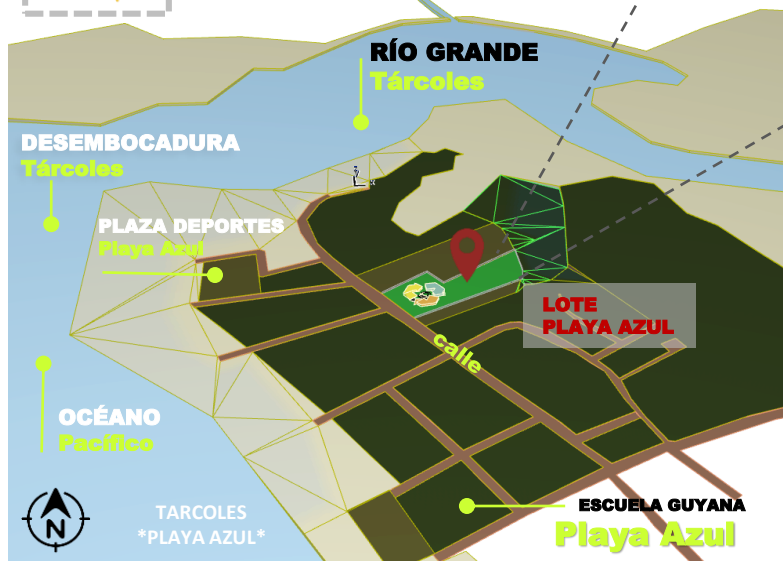 RÍO GRANDE
Tárcoles
DESEMBOCADURA
Tárcoles
PLAZA DEPORTES
Playa Azul
LOTE
PLAYA AZUL
calle
OCÉANO
Pacífico
N
TARCOLES
*PLAYA AZUL*
ESCUELA GUYANA
Playa Azul